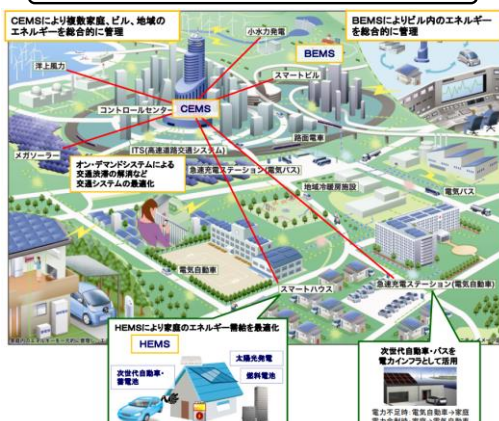 CEMSにより複数家庭、ビル、地域の
エネルギーを総合的に管理
BEMSによりビル内のエネルギー
を総合的に管理
小水力発電
BEMS
洋上風力
スマートビル
コントロールセンター
CEMS
路面電車
メガソーラー
ITS(高速道路交通システム)
オン・デマンドシステムによる
交通渋滞の解消など
交通システムの最適化
急速充電ステーション(電気バス)
地域冷暖房施設
電気バス
電気自動車
スマートハウス
急速充電ステーション(電気自動車)
HEMSにより家庭のエネルギー需給を最適化
HEMS
太陽光発電
次世代自動車・
蓄電池
燃料電池
次世代自動車・バスを
電力インフラとして活用
電力不足時:電気自動車→家庭